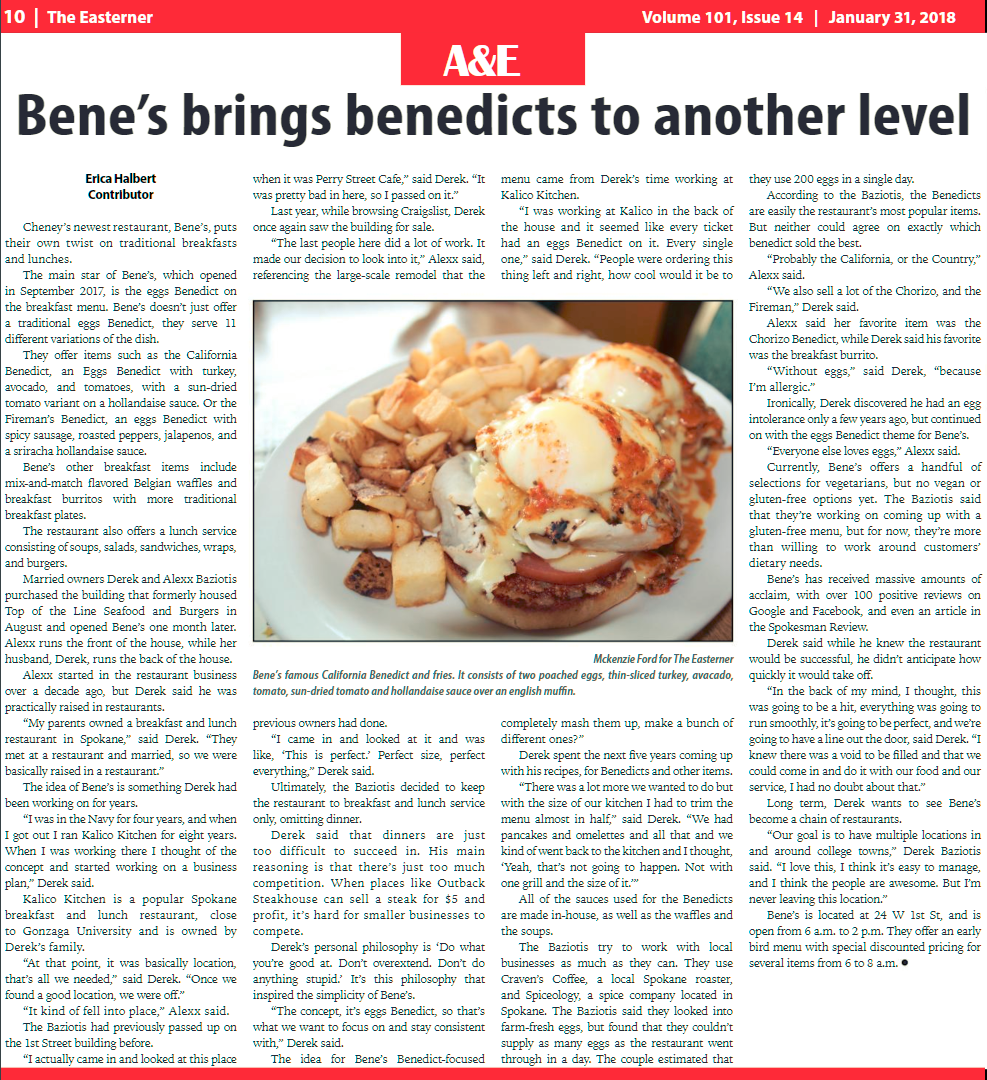 10 | The Easterner
Volume 101, Issue 14 | January 31, 2018
A&E
Bene’s brings benedicts to another level
Erica Halbert
Contributor
Cheney’s newest restaurant, Bene’s, puts
their own twist on traditional breakfasts
and lunches.
The main star of Bene’s, which opened
in September 2017, is the eggs Benedict on
the breakfast menu. Bene’s doesn’t just offer
a traditional eggs Benedict, they serve 11
different variations of the dish.
They offer items such as the California
Benedict, an Eggs Benedict with turkey,
avocado, and tomatoes, with a sun-dried
tomato variant on a hollandaise sauce. Or the
Fireman’s Benedict, an eggs Benedict with
spicy sausage, roasted peppers, jalapenos, and
a sriracha hollandaise sauce.
Bene’s other breakfast items include
mix-and-match flavored Belgian waffles and
breakfast burritos with more traditional
breakfast plates.
The restaurant also offers a lunch service
consisting of soups, salads, sandwiches, wraps,
and burgers.
Married owners Derek and Alexx Baziotis
purchased the building that formerly housed
Top of the Line Seafood and Burgers in
August and opened Bene’s one month later.
Alexx runs the front of the house, while her
husband, Derek, runs the back of the house.
Alexx started in the restaurant business
over a decade ago, but Derek said he was
practically raised in restaurants.
“My parents owned a breakfast and lunch
restaurant in Spokane,” said Derek. “They
met at a restaurant and married, so we were
basically raised in a restaurant.”
The idea of Bene’s is something Derek had
been working on for years.
“I was in the Navy for four years, and when
I got out I ran Kalico Kitchen for eight years.
When I was working there I thought of the
concept and started working on a business
plan,” Derek said.
Kalico Kitchen is a popular Spokane
breakfast and lunch restaurant, close
to Gonzaga University and is owned by
Derek’s family.
“At that point, it was basically location,
that’s all we needed,” said Derek. “Once we
found a good location, we were off.”
“It kind of fell into place,” Alexx said.
The Baziotis had previously passed up on
the 1st Street building before.
“I actually came in and looked at this place
when it was Perry Street Cafe,” said Derek. “It
was pretty bad in here, so I passed on it.”
Last year, while browsing Craigslist, Derek
once again saw the building for sale.
“The last people here did a lot of work. It
made our decision to look into it,” Alexx said,
referencing the large-scale remodel that the
previous owners had done.
“I came in and looked at it and was
like, ‘This is perfect.’ Perfect size, perfect
everything,” Derek said.
Ultimately, the Baziotis decided to keep
the restaurant to breakfast and lunch service
only, omitting dinner.
Derek said that dinners are just
too difficult to succeed in. His main
reasoning is that there’s just too much
competition. When places like Outback
Steakhouse can sell a steak for $5 and
profit, it’s hard for smaller businesses to
compete.
Derek’s personal philosophy is ‘Do what
you’re good at. Don’t overextend. Don’t do
anything stupid.’ It’s this philosophy that
inspired the simplicity of Bene’s.
“The concept, it’s eggs Benedict, so that’s
what we want to focus on and stay consistent
with,” Derek said.
The idea for Bene’s Benedict-focused
menu came from Derek’s time working at
Kalico Kitchen.
“I was working at Kalico in the back of
the house and it seemed like every ticket
had an eggs Benedict on it. Every single
one,” said Derek. “People were ordering this
thing left and right, how cool would it be to
Mckenzie Ford for The Easterner
Bene’s famous California Benedict and fries. It consists of two poached eggs, thin-sliced turkey, avacado,
tomato, sun-dried tomato and hollandaise sauce over an english muffin.
completely mash them up, make a bunch of
different ones?”
Derek spent the next five years coming up
with his recipes, for Benedicts and other items.
“There was a lot more we wanted to do but
with the size of our kitchen I had to trim the
menu almost in half,” said Derek. “We had
pancakes and omelettes and all that and we
kind of went back to the kitchen and I thought,
‘Yeah, that’s not going to happen. Not with
one grill and the size of it.’”
All of the sauces used for the Benedicts
are made in-house, as well as the waffles and
the soups.
The Baziotis try to work with local
businesses as much as they can. They use
Craven’s Coffee, a local Spokane roaster,
and Spiceology, a spice company located in
Spokane. The Baziotis said they looked into
farm-fresh eggs, but found that they couldn’t
supply as many eggs as the restaurant went
through in a day. The couple estimated that
they use 200 eggs in a single day.
According to the Baziotis, the Benedicts
are easily the restaurant’s most popular items.
But neither could agree on exactly which
benedict sold the best.
“Probably the California, or the Country,”
Alexx said.
“We also sell a lot of the Chorizo, and the
Fireman,” Derek said.
Alexx said her favorite item was the
Chorizo Benedict, while Derek said his favorite
was the breakfast burrito.
“Without eggs,” said Derek, “because
I’m allergic.”
Ironically, Derek discovered he had an egg
intolerance only a few years ago, but continued
on with the eggs Benedict theme for Bene’s.
“Everyone else loves eggs,” Alexx said.
Currently, Bene’s offers a handful of
selections for vegetarians, but no vegan or
gluten-free options yet. The Baziotis said
that they’re working on coming up with a
gluten-free menu, but for now, they’re more
than willing to work around customers’
dietary needs.
Bene’s has received massive amounts of
acclaim, with over 100 positive reviews on
Google and Facebook, and even an article in
the Spokesman Review.
Derek said while he knew the restaurant
would be successful, he didn’t anticipate how
quickly it would take off.
“In the back of my mind, I thought, this
was going to be a hit, everything was going to
run smoothly, it’s going to be perfect, and we’re
going to have a line out the door, said Derek. “I
knew there was a void to be filled and that we
could come in and do it with our food and our
service, I had no doubt about that.”
Long term, Derek wants to see Bene’s
become a chain of restaurants.
“Our goal is to have multiple locations in
and around college towns,” Derek Baziotis
said. “I love this, I think it’s easy to manage,
and I think the people are awesome. But I’m
never leaving this location.”
Bene’s is located at 24 W 1st St, and is
open from 6 a.m. to 2 p.m. They offer an early
bird menu with special discounted pricing for
several items from 6 to 8 a.m. ●